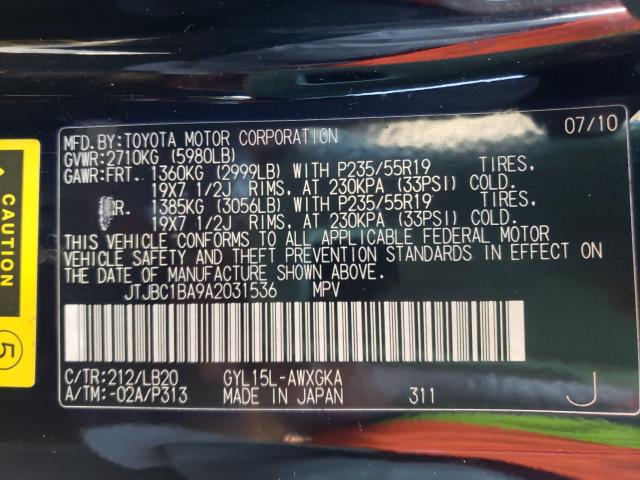 MFD.BY:TOYOTA MOTOR CORPORATION 07/10
GVWR:2710KG (5980LB)
GAWR:FRT. 1360KG (2999LB) WITH P235/55R19 TIRES,
19X7 1/2J RIMS, AT 230KPA (33PSI) COLD.
RR. 1385KG (3056LB) WITH P235/55R19 TIRES,
19X7 1/2J RIMS, AT 230KPA (33PSI) COLD.
THIS VEHICLE CONFORMS TO ALL APPLICABLE FEDERAL MOTOR
VEHICLE SAFETY AND THEFT PREVENTION STANDARDS IN EFFECT ON
THE DATE OF MANUFACTURE SHOWN ABOVE.
JTJBC1BA9A2031536 MPV
C/TR:212/LB20 GYL15L-AWXGKA
A/TM:-02A/P313 MADE IN JAPAN 311 J
CAUTION
5